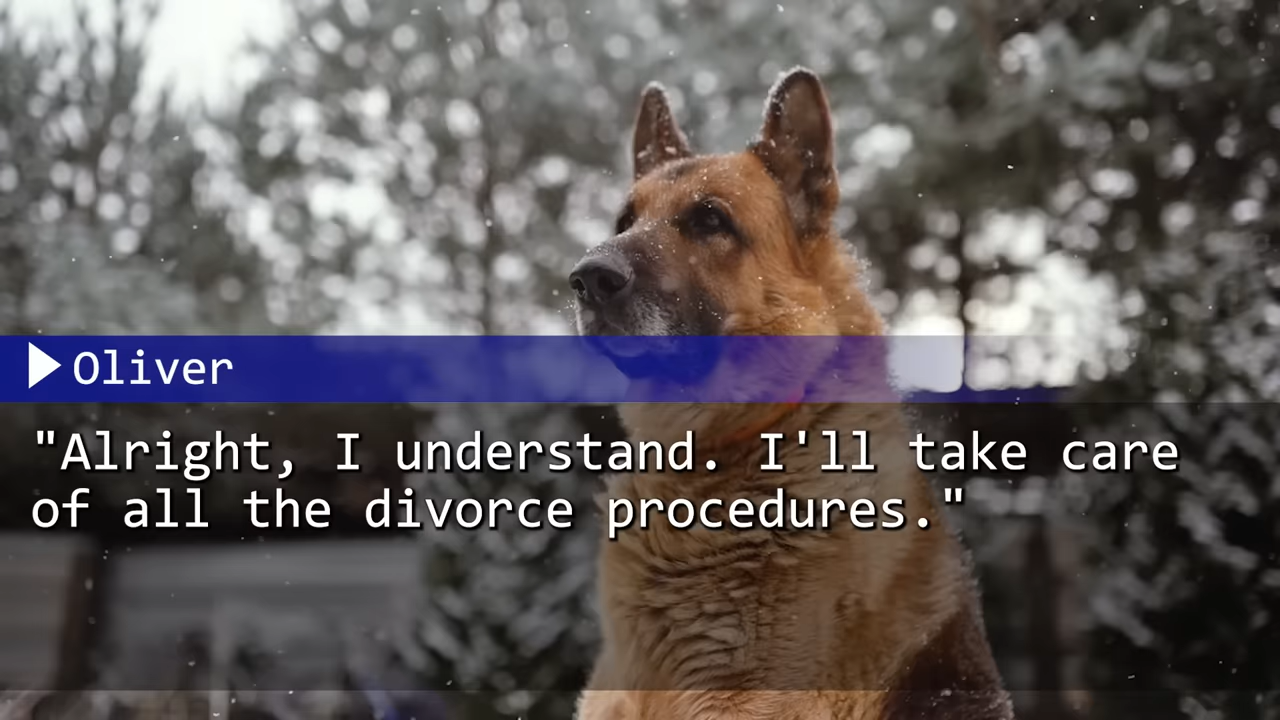 Oliver
"Alright, I understand. I'll take care
of all the divorce procedures."